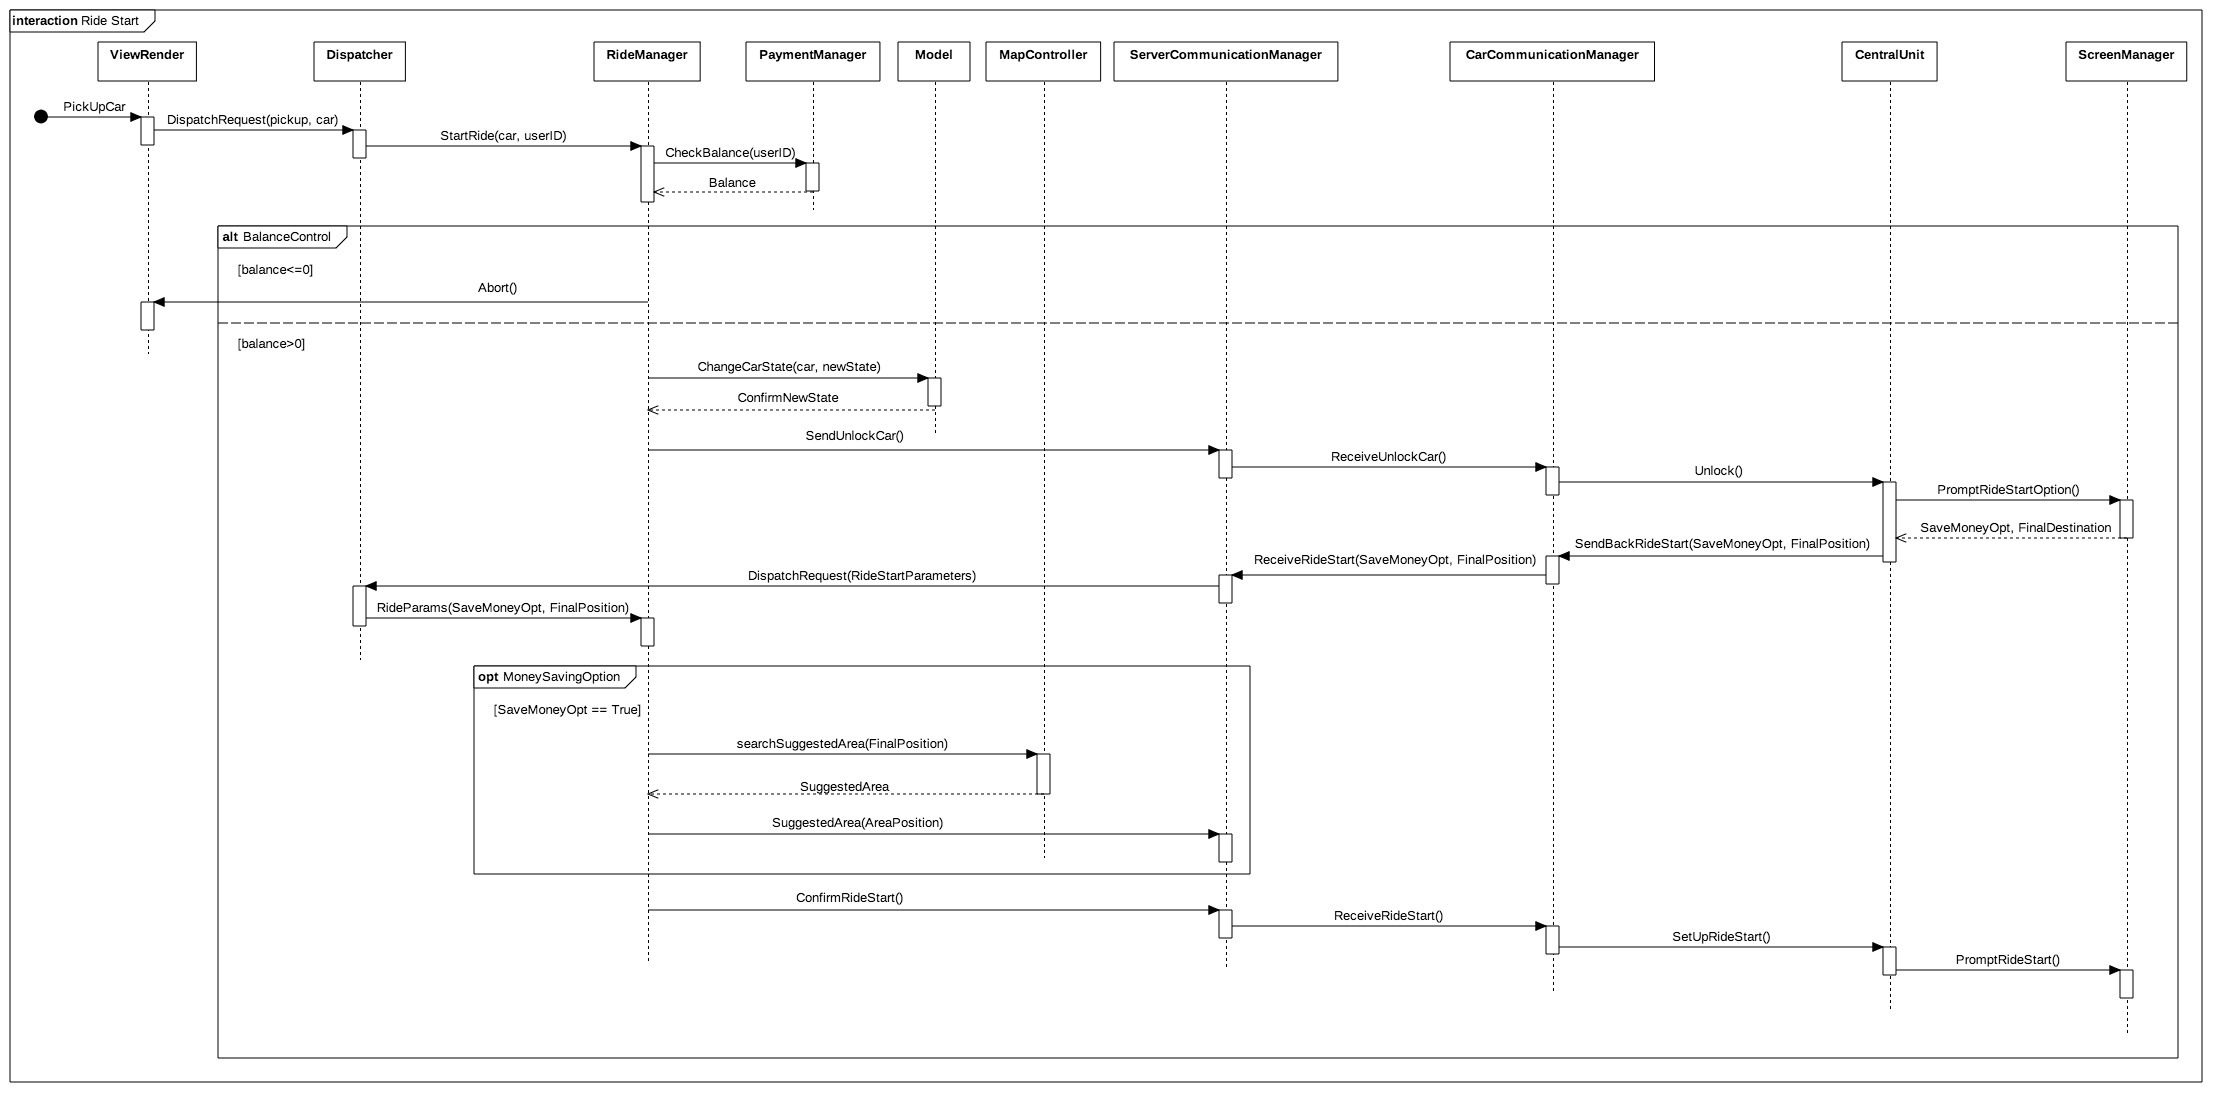 interaction Ride Start
ViewRender
Dispatcher
RideManager
PaymentManager
Model
MapController
ServerCommunicationManager
CarCommunicationManager
CentralUnit
ScreenManager
PickUpCar
DispatchRequest(pickup, car)
StartRide(car, userID)
CheckBalance(userID)
Balance
alt BalanceControl
[balance<=0]
Abort()
[balance>0]
ChangeCarState(car, newState)
ConfirmNewState
SendUnlockCar()
ReceiveUnlockCar()
Unlock()
PromptRideStartOption()
SaveMoneyOpt, FinalDestination
SendBackRideStart(SaveMoneyOpt, FinalPosition)
ReceiveRideStart(SaveMoneyOpt, FinalPosition)
DispatchRequest(RideStartParameters)
RideParams(SaveMoneyOpt, FinalPosition)
opt MoneySavingOption
[SaveMoneyOpt == True]
searchSuggestedArea(FinalPosition)
SuggestedArea
SuggestedArea(AreaPosition)
ConfirmRideStart()
ReceiveRideStart()
SetUpRideStart()
PromptRideStart()